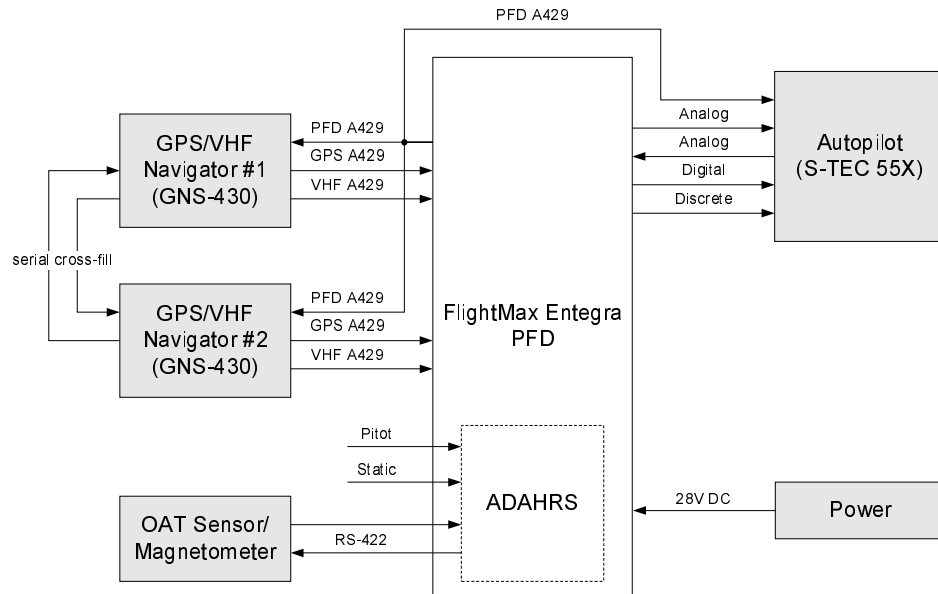 PFD A429
GPS/VHF
Navigator #1
(GNS-430)
PFD A429
GPS A429
VHF A429
Analog
Analog
Digital
Discrete
Autopilot
(S-TEC 55X)
serial cross-fill
GPS/VHF
Navigator #2
(GNS-430)
PFD A429
GPS A429
VHF A429
FlightMax Entegra
PFD
Pitot
Static
ADAHRS
OAT Sensor/
Magnetometer
RS-422
28V DC
Power